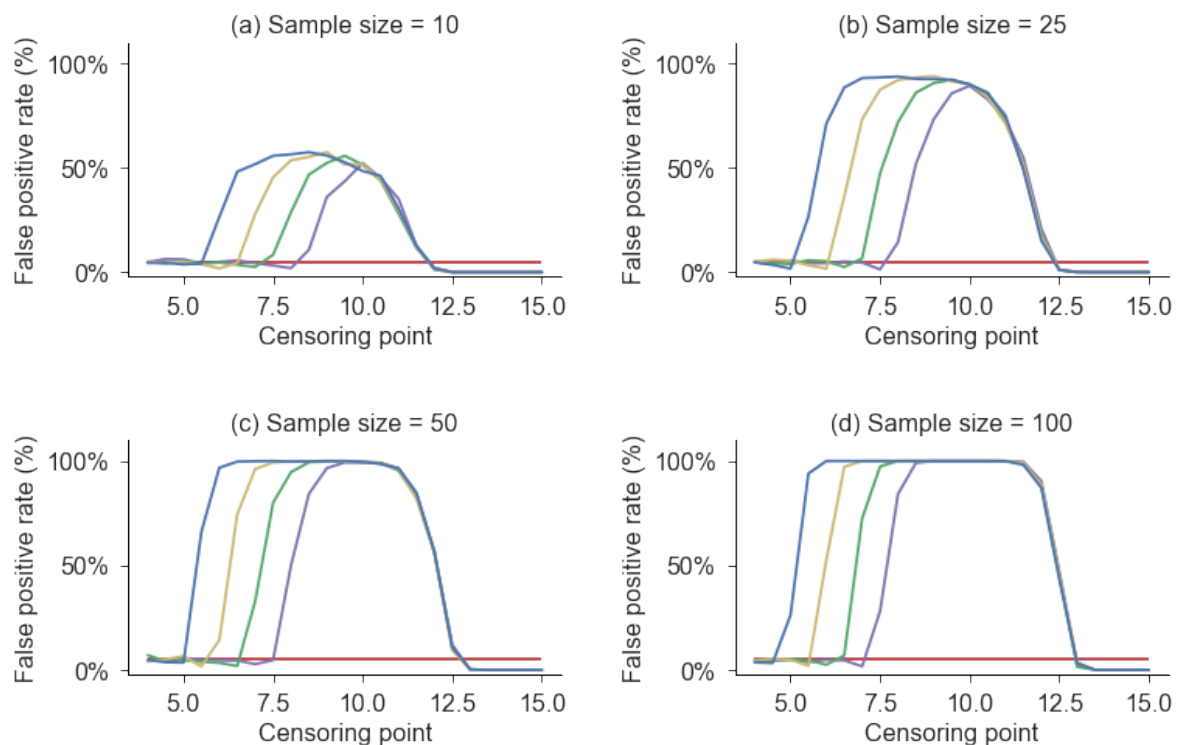 (a) Sample size = 10
False positive rate (%)
100%
50%
0%
5.0 7.5 10.0 12.5 15.0
Censoring point
(b) Sample size = 25
False positive rate (%)
100%
50%
0%
5.0 7.5 10.0 12.5 15.0
Censoring point
(c) Sample size = 50
False positive rate (%)
100%
50%
0%
5.0 7.5 10.0 12.5 15.0
Censoring point
(d) Sample size = 100
False positive rate (%)
100%
50%
0%
5.0 7.5 10.0 12.5 15.0
Censoring point